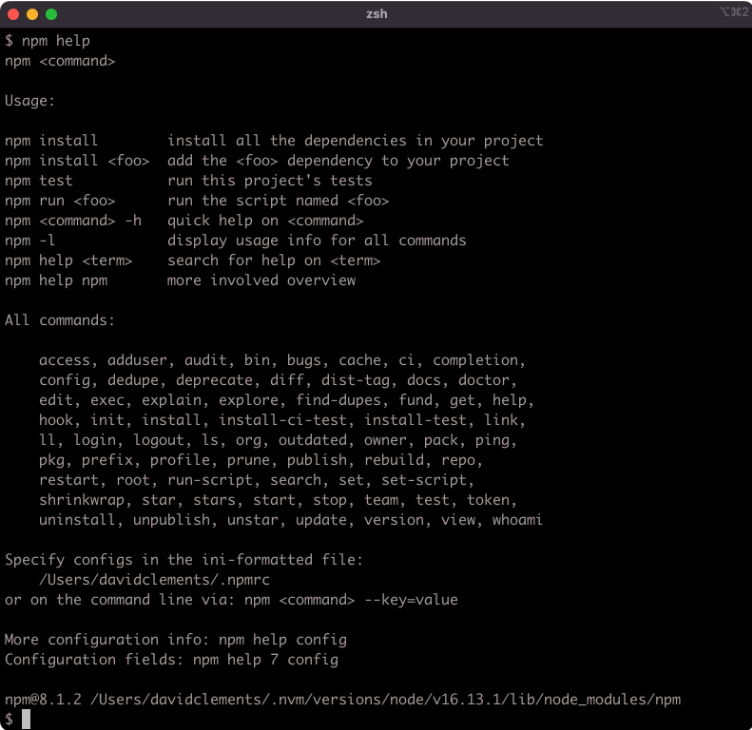 zsh
⌥⌘2
$ npm help
npm <command>
Usage:
npm install        install all the dependencies in your project
npm install <foo>  add the <foo> dependency to your project
npm test           run this project's tests
npm run <foo>      run the script named <foo>
npm <command> -h   quick help on <command>
npm -l             display usage info for all commands
npm help <term>    search for help on <term>
npm help npm       more involved overview
All commands:
    access, adduser, audit, bin, bugs, cache, ci, completion,
    config, dedupe, deprecate, diff, dist-tag, docs, doctor,
    edit, exec, explain, explore, find-dupes, fund, get, help,
    hook, init, install, install-ci-test, install-test, link,
    ll, login, logout, ls, org, outdated, owner, pack, ping,
    pkg, prefix, profile, prune, publish, rebuild, repo,
    restart, root, run-script, search, set, set-script,
    shrinkwrap, star, stars, start, stop, team, test, token,
    uninstall, unpublish, unstar, update, version, view, whoami
Specify configs in the ini-formatted file:
    /Users/davidclements/.npmrc
or on the command line via: npm <command> --key=value
More configuration info: npm help config
Configuration fields: npm help 7 config
npm@8.1.2 /Users/davidclements/.nvm/versions/node/v16.13.1/lib/node_modules/npm
$